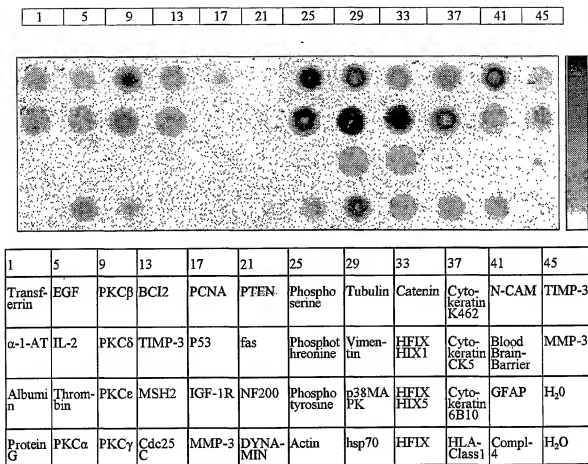 1 5 9 13 17 21 25 29 33 37 41 45
1 5 9 13 17 21 25 29 33 37 41 45
Transf- EGF PKCβ BCI2 PCNA PTEN Phospho Tubulin Catenin Cyto- N-CAM TIMP-3
errin serine keratin
K462
α-1-AT IL-2 PKCδ TIMP-3 P53 fas Phosphot Vimen- HFIX Cyto- Blood MMP-3
hreonine tin HIX1 keratin Brain-
CK5 Barrier
Albumi Throm- PKCε MSH2 IGF-1R NF200 Phospho p38MA HFIX Cyto- GFAP H₂0
n bin tyrosine PK HIX5 keratin
6B10
Protein PKCα PKCγ Cdc25 MMP-3 DYNA- Actin hsp70 HFIX HLA- Compl- H₂O
G C MIN Class1 4